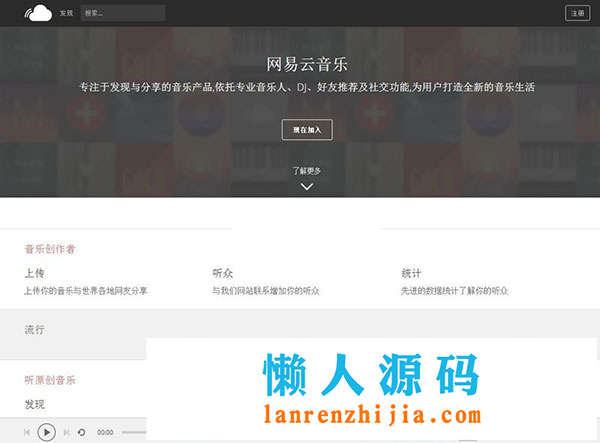 发现 搜索... 注册
网易云音乐
专注于发现与分享的音乐产品,依托专业音乐人、DJ、好友推荐及社交功能,为用户打造全新的音乐生活
现在加入
了解更多
音乐创作者
上传 听众 统计
上传你的音乐与世界各地网友分享 与我们网站联系增加你的听众 先进的数据统计了解你的听众
流行
听原创音乐
发现
懒人源码
lanrenzhijia.com
00:00